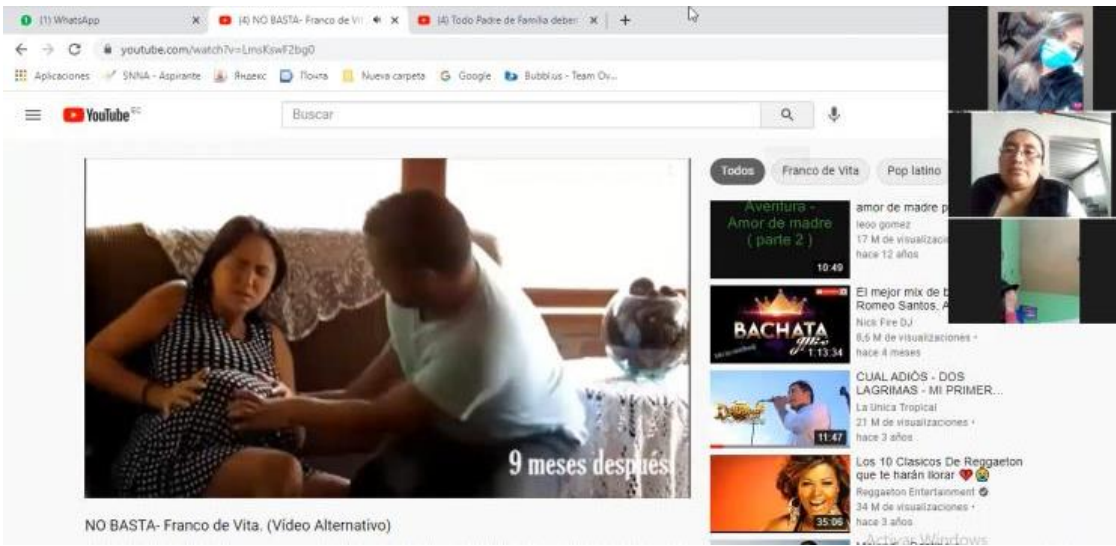 (1) WhatsApp
(4) NO BASTA- Franco de Vi
(4) Todo Padre de Familia deber
youtube.com/watch?v=LmsKswF2bg0
Aplicaciones
SNNA - Aspirante
Яндекс
Почта
Nueva carpeta
Google
Bubbl.us - Team Ov...
YouTube EC
Buscar
9 meses después
NO BASTA- Franco de Vita. (Vídeo Alternativo)
Todos
Franco de Vita
Pop latino
Aventura -
Amor de madre
( parte 2 )
10:49
amor de madre p
leoo gomez
17 M de visualizacio
hace 12 años
BACHATA
mix
1:13:34
El mejor mix de b
Romeo Santos, A
Nick Fire DJ
8,6 M de visualizaciones •
hace 4 meses
11:47
CUAL ADIÓS - DOS
LAGRIMAS - MI PRIMER...
La Unica Tropical
21 M de visualizaciones •
hace 3 años
35:06
Los 10 Clasicos De Reggaeton
que te harán llorar 💔😭
Reggaeton Entertainment
34 M de visualizaciones •
hace 3 años
Activar Windows